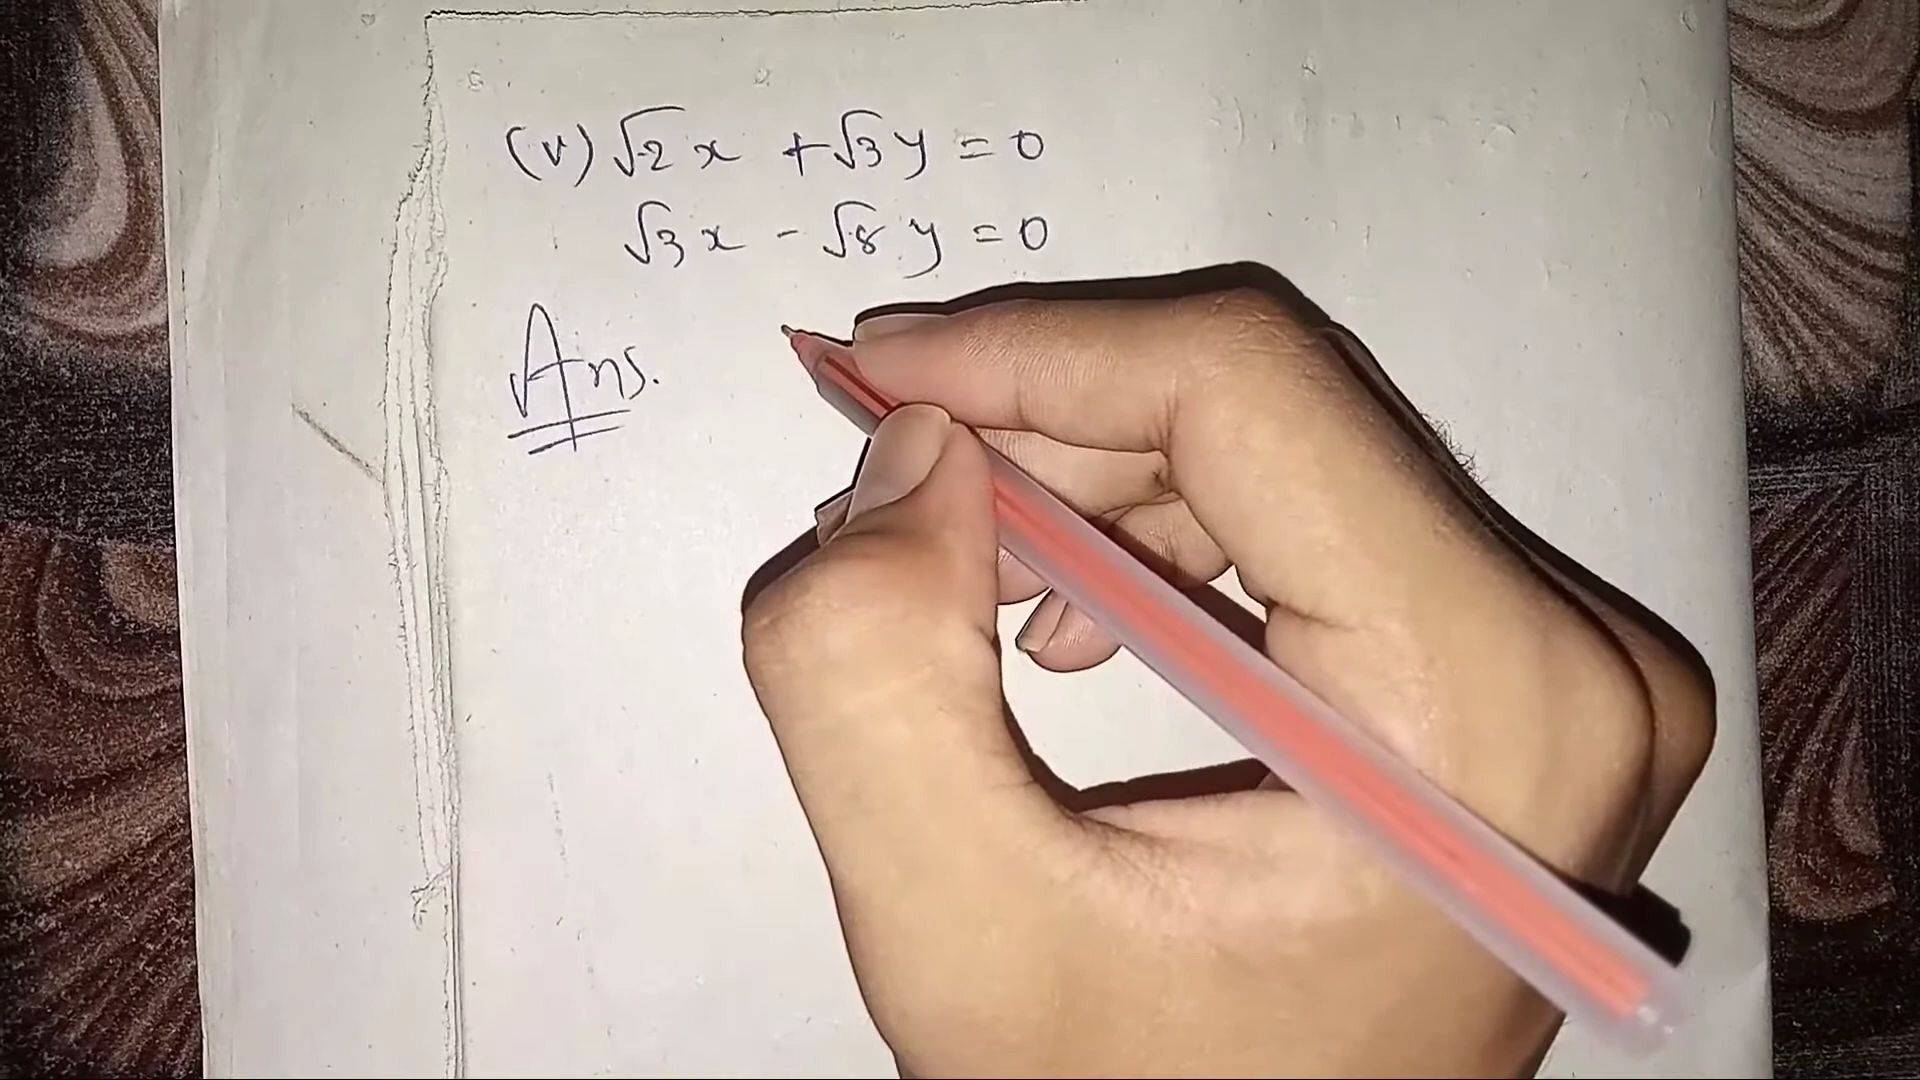 (v) √2 x + √3 y = 0
√3 x - √8 y = 0
Ans.